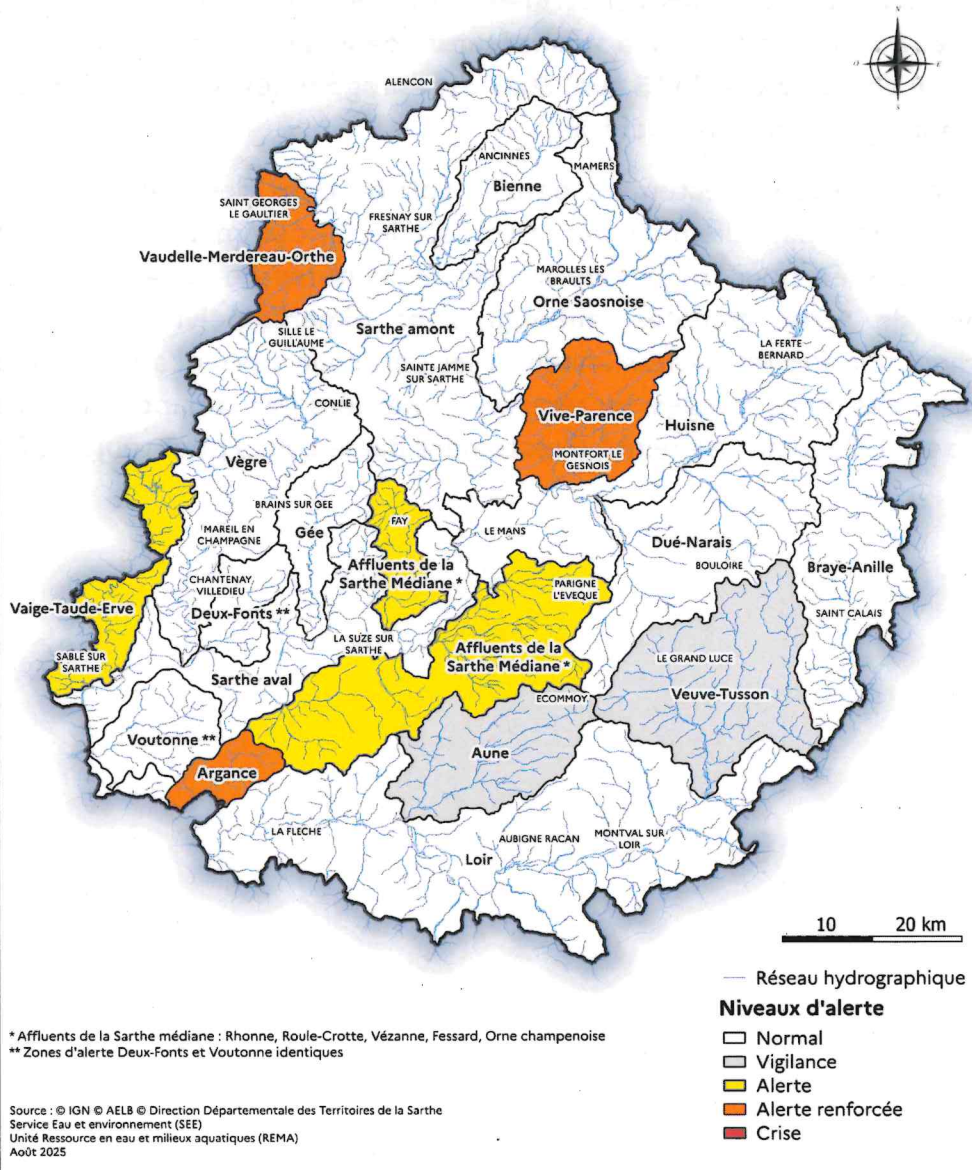 N
O
E
S
ALENCON
ANCINNES
Bienne
MAMERS
SAINT GEORGES
LE GAULTIER
FRESNAY SUR
SARTHE
Vaudelle-Merdereau-Orthe
MAROLLES LES
BRAULTS
Orne Saosnoise
SILLE LE
GUILLAUME
Sarthe amont
LA FERTE
BERNARD
SAINTE JAMME
SUR SARTHE
CONLIE
Vive-Parence
Huisne
MONTFORT LE
GESNOIS
Vègre
BRAINS SUR GEE
Gée
FAY
LE MANS
MAREIL EN
CHAMPAGNE
Dué-Narais
BOULOIRE
Affluents de la
Sarthe Médiane *
Braye-Anille
CHANTENAY
VILLEDIEU
PARIGNE
L'EVEQUE
Vaige-Taude-Erve
Deux-Fonts **
SAINT CALAIS
LA SUZE SUR
SARTHE
Affluents de la
Sarthe Médiane *
SABLE SUR
SARTHE
LE GRAND LUCE
Sarthe aval
ECOMMOY
Veuve-Tusson
Voutonne **
Aune
Argance
LA FLECHE
AUBIGNE RACAN
MONTVAL SUR
LOIR
Loir
10 20 km
Réseau hydrographique
Niveaux d'alerte
Normal
Vigilance
Alerte
Alerte renforcée
Crise
* Affluents de la Sarthe médiane : Rhonne, Roule-Crotte, Vézanne, Fessard, Orne champenoise
** Zones d'alerte Deux-Fonts et Voutonne identiques
Source : © IGN © AELB © Direction Départementale des Territoires de la Sarthe
Service Eau et environnement (SEE)
Unité Ressource en eau et milieux aquatiques (REMA)
Août 2025